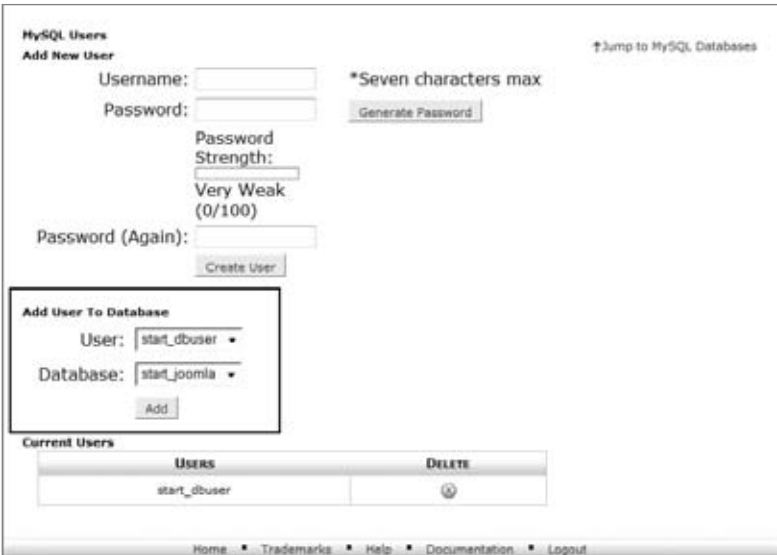 MySQL Users
↑Jump to MySQL Databases
Add New User
Username:
*Seven characters max
Password:
Generate Password
Password
Strength:
Very Weak
(0/100)
Password (Again):
Create User
Add User To Database
User: start_dbuser
Database: start_joomla
Add
Current Users
USERS DELETE
start_dbuser
Home ▪ Trademarks ▪ Help ▪ Documentation ▪ Logout